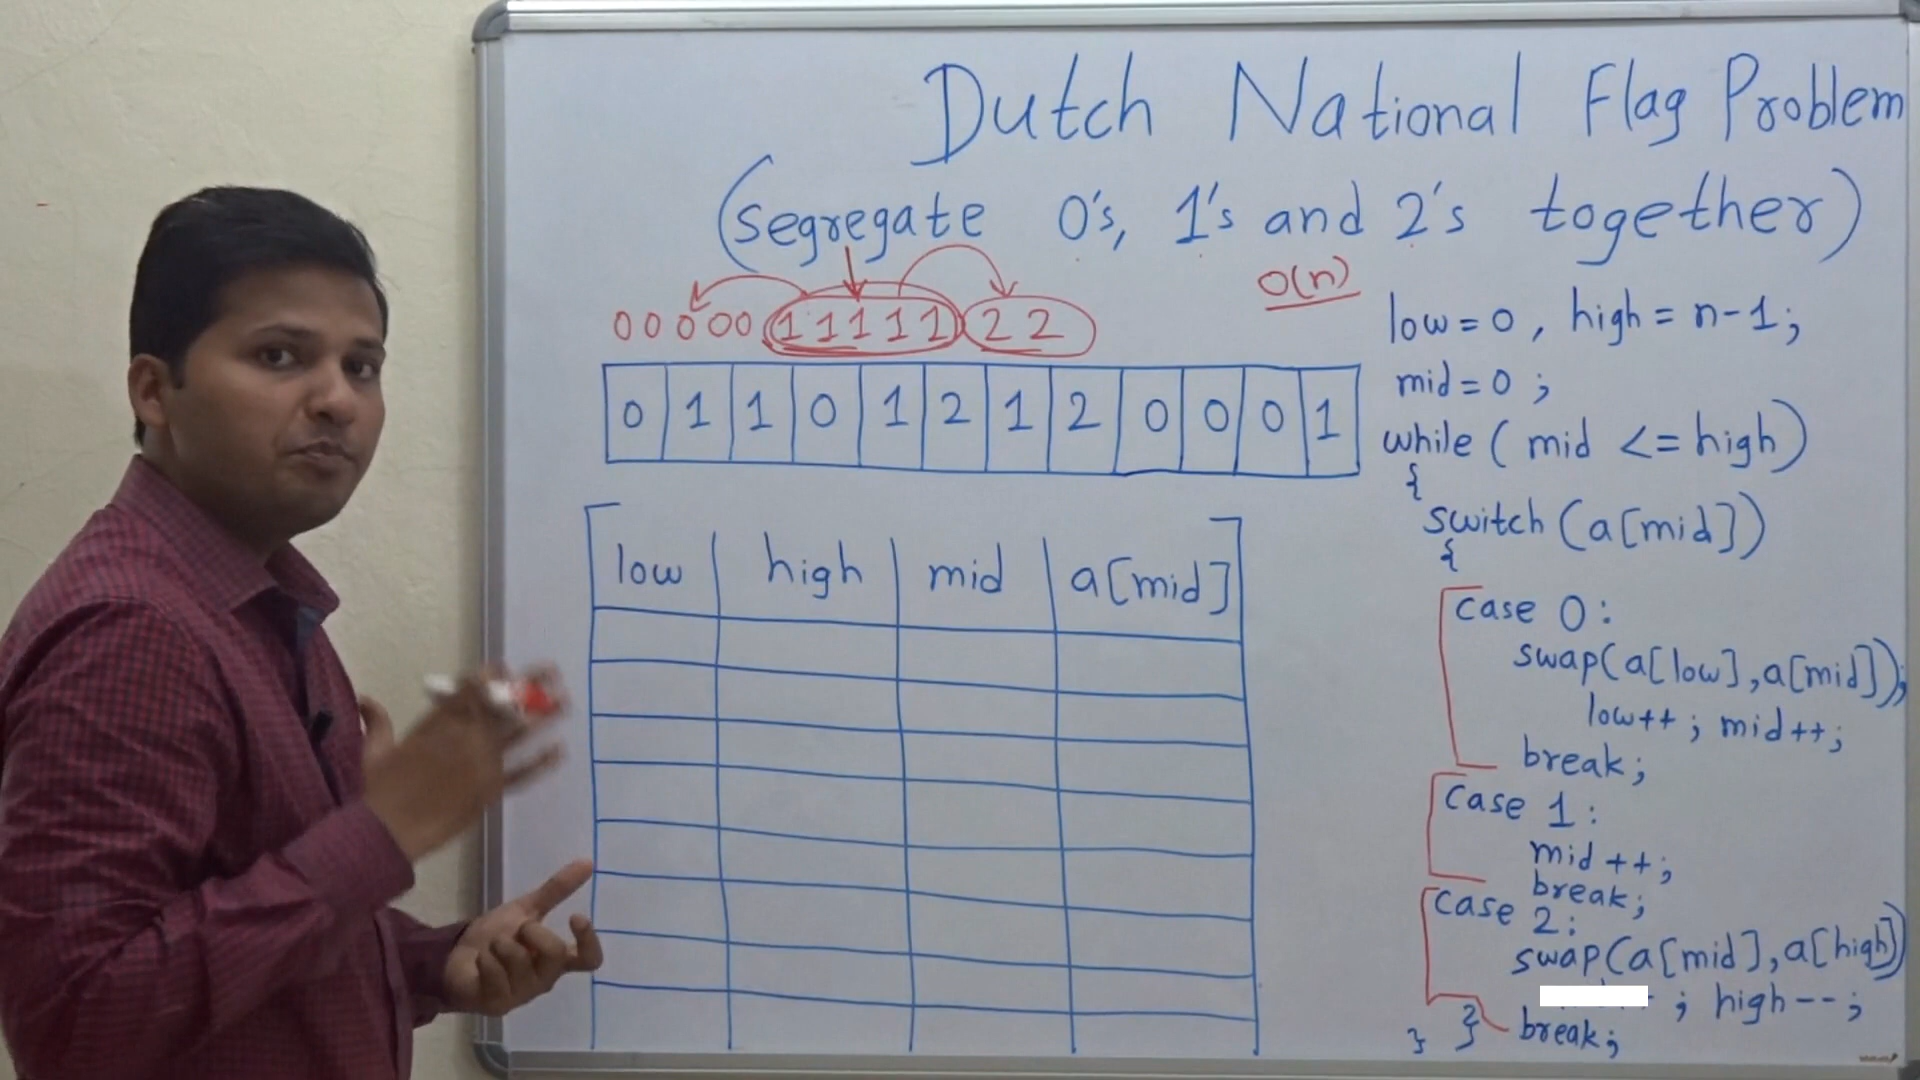 Dutch National Flag Problem
(segregate 0's, 1's and 2's together)
O(n)
0 0 0 0 0 1 1 1 1 1 2 2
0 1 1 0 1 2 1 2 0 0 0 1
low high mid a[mid]
low = 0 , high = n-1;
mid = 0 ;
while ( mid <= high)
{
switch (a[mid])
{
case 0:
swap(a[low],a[mid]);
low++ ; mid++;
break;
case 1:
mid ++;
break;
case 2:
swap(a[mid],a[high])
; high--;
break;
} }